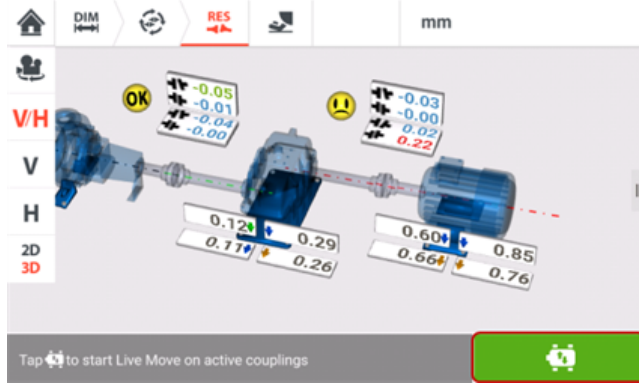 DIM
RES
mm
V/H
V
H
2D
3D
OK
-0.05
-0.01
-0.04
-0.00
-0.03
-0.00
0.02
0.22
0.12
0.29
0.11
0.26
0.60
0.85
0.66
0.76
Tap to start Live Move on active couplings